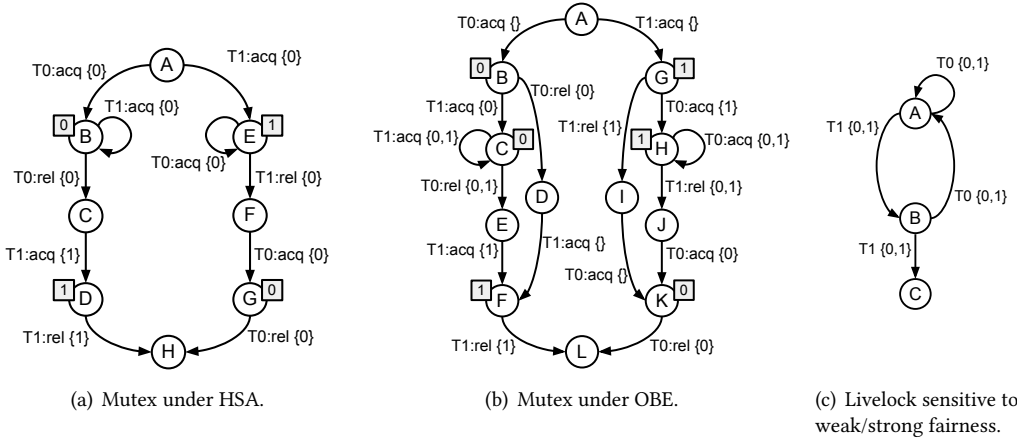 A
T0:acq {0}
T1:acq {0}
0
B
T1:acq {0}
E
1
T0:acq {0}
T0:rel {0}
T1:rel {0}
C
F
T1:acq {1}
T0:acq {0}
1
D
G
0
T1:rel {1}
T0:rel {0}
H
(a) Mutex under HSA.
A
T0:acq {}
T1:acq {}
0
B
G
1
T0:rel {0}
T1:acq {0}
T0:acq {1}
T1:rel {1}
T1:acq {0,1}
C
0
1
H
T0:acq {0,1}
T0:rel {0,1}
T1:rel {0,1}
D
I
E
J
T1:acq {1}
T1:acq {}
T0:acq {0}
T0:acq {}
1
F
K
0
T1:rel {1}
T0:rel {0}
L
(b) Mutex under OBE.
T0 {0,1}
A
T1 {0,1}
T0 {0,1}
B
T1 {0,1}
C
(c) Livelock sensitive to
weak/strong fairness.